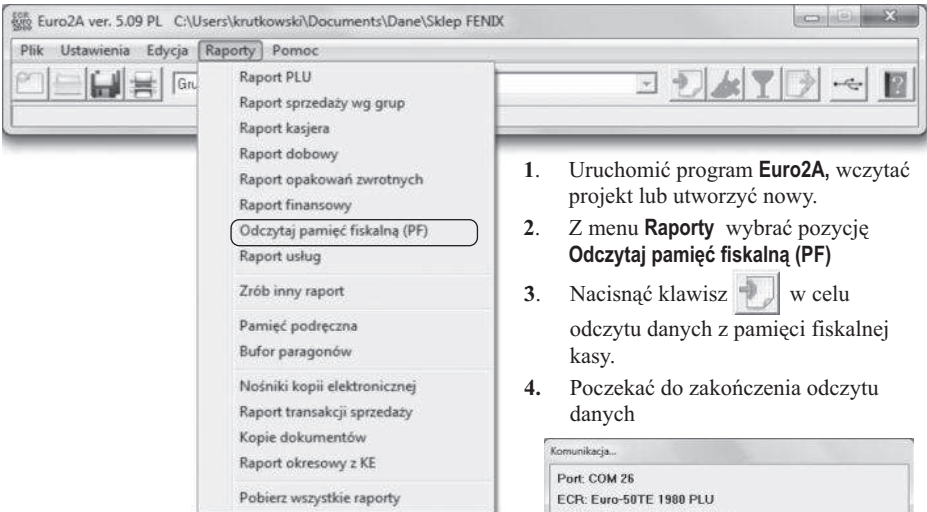 Euro2A ver. 5.09 PL C:\Users\krutkowski\Documents\Dane\Sklep FENIX
Plik Ustawienia Edycja Raporty Pomoc
Raport PLU
Raport sprzedaży wg grup
Raport kasjera
Raport dobowy
Raport opakowań zwrotnych
Raport finansowy
Odczytaj pamięć fiskalną (PF)
Raport usług
Zrób inny raport
Pamięć podręczna
Bufor paragonów
Nośniki kopii elektronicznej
Raport transakcji sprzedaży
Kopie dokumentów
Raport okresowy z KE
Pobierz wszystkie raporty
1. Uruchomić program Euro2A, wczytać
projekt lub utworzyć nowy.
2. Z menu Raporty wybrać pozycję
Odczytaj pamięć fiskalną (PF)
3. Nacisnąć klawisz w celu
odczytu danych z pamięci fiskalnej
kasy.
4. Poczekać do zakończenia odczytu
danych
Komunikacja...
Port: COM 26
ECR: Euro-50TE 1980 PLU